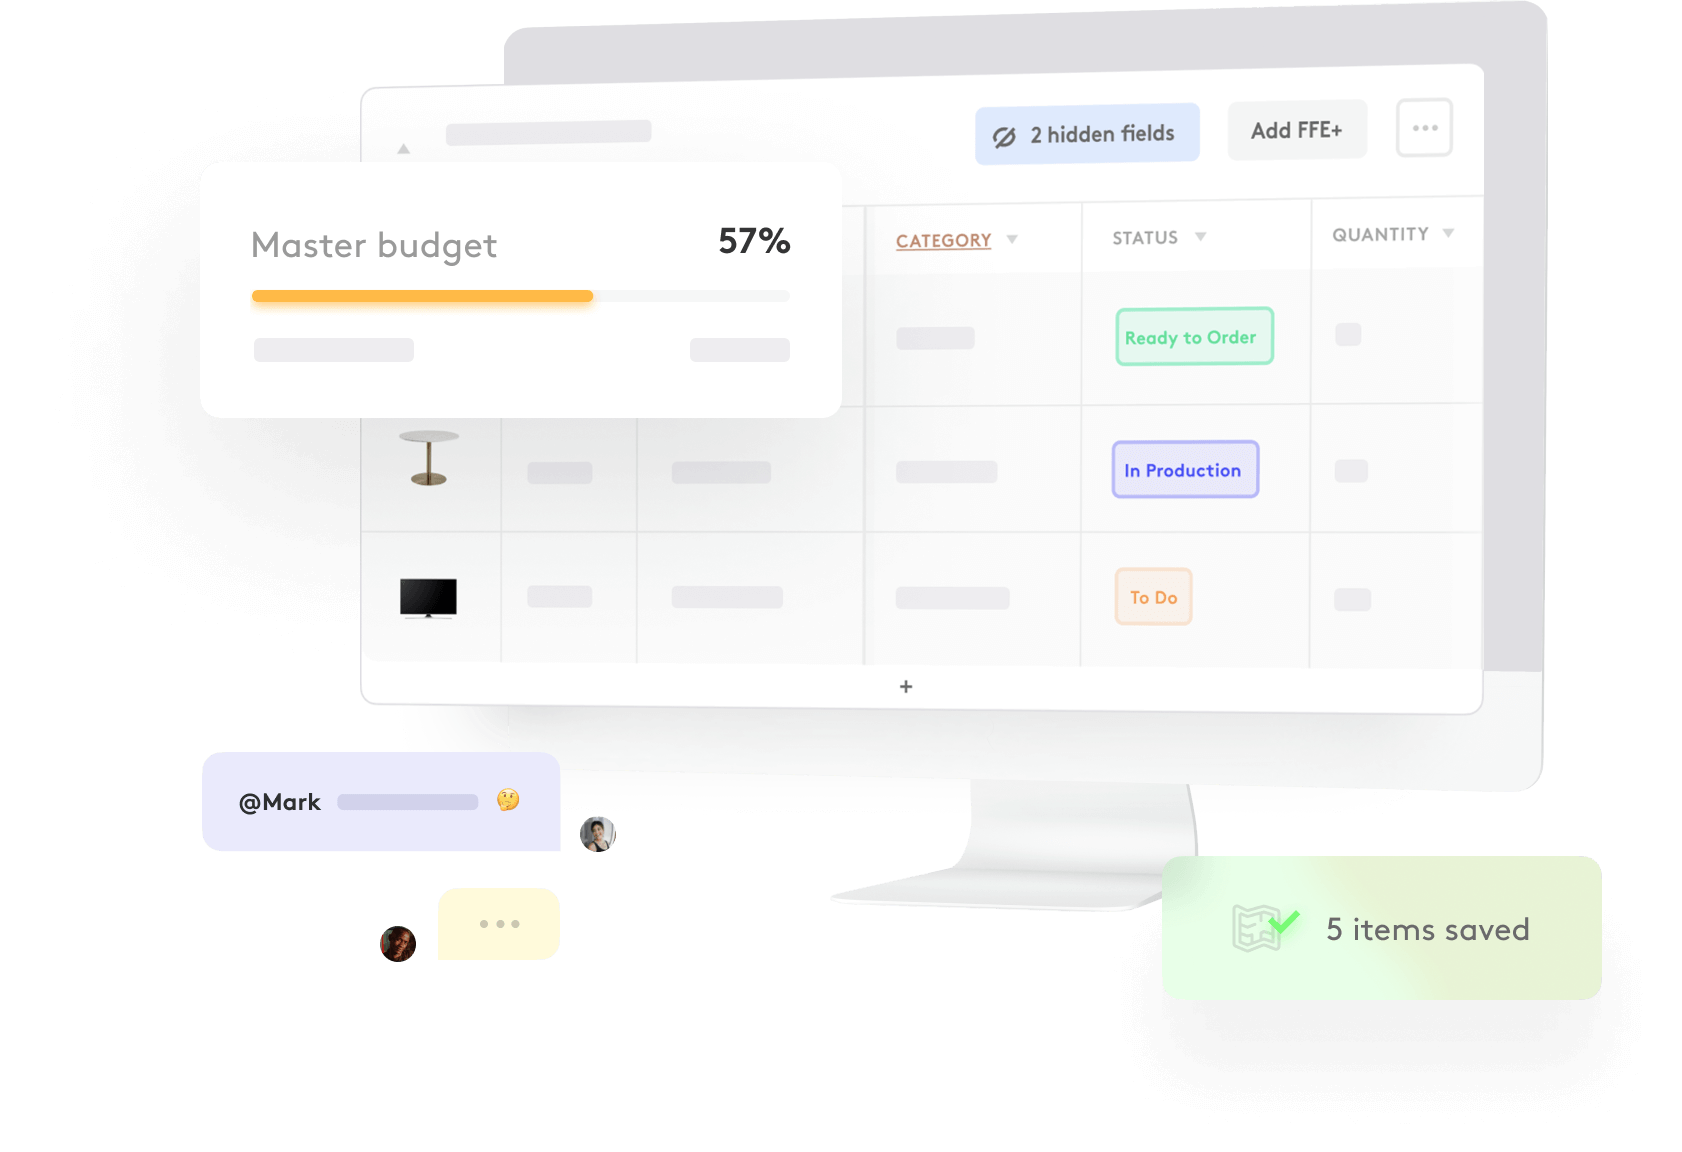 2 hidden fields
Add FFE+
Master budget
57%
CATEGORY
STATUS
QUANTITY
Ready to Order
In Production
To Do
+
@Mark 🤔
5 items saved